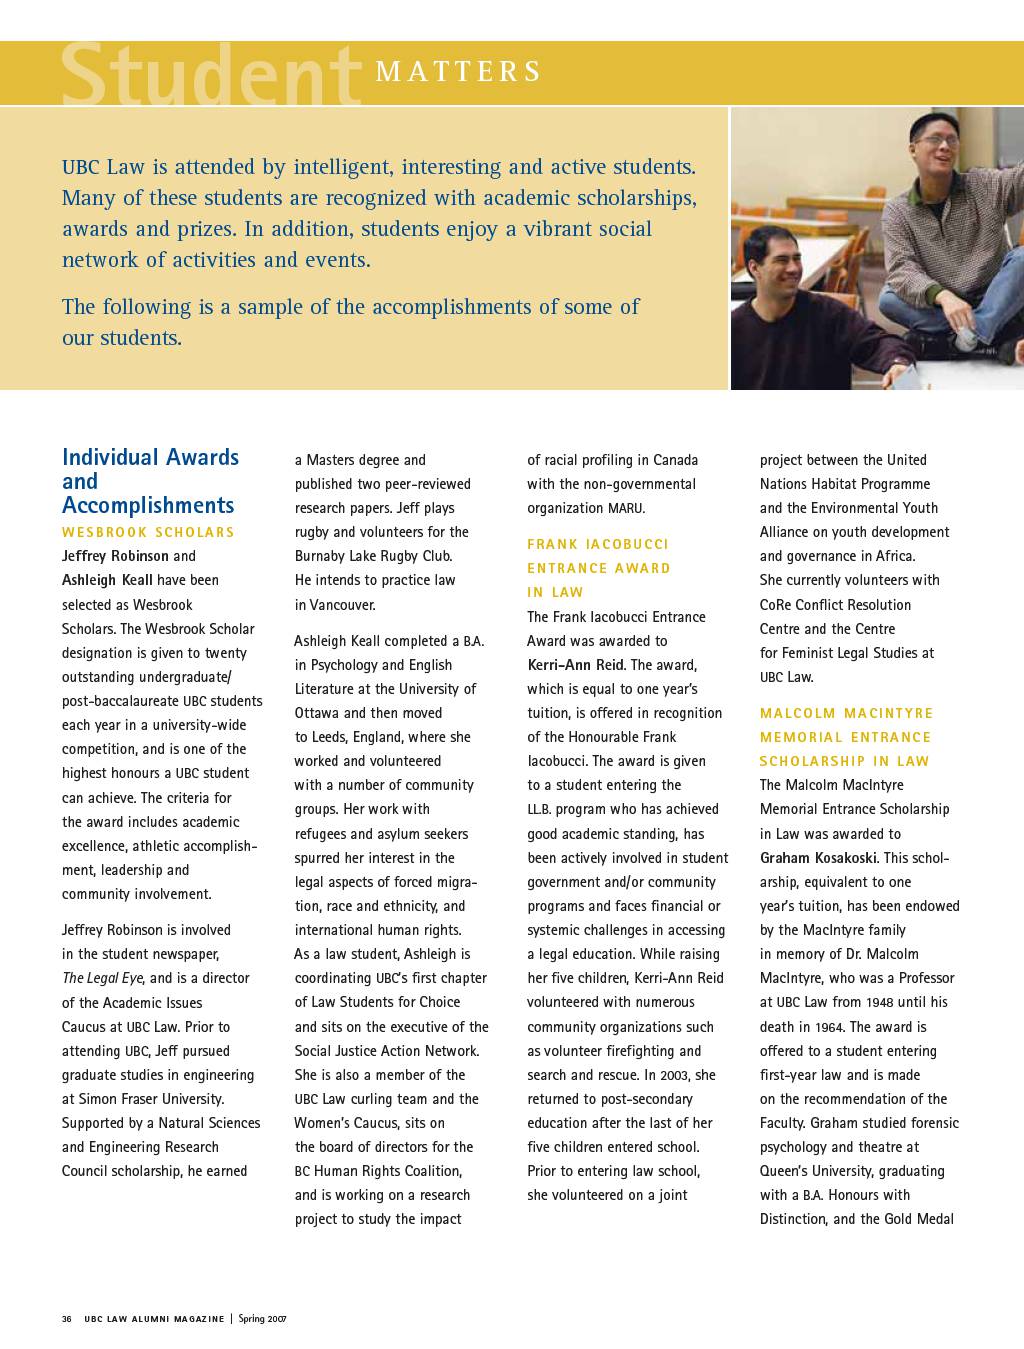 Student MATTERS
UBC Law is attended by intelligent, interesting and active students.
Many of these students are recognized with academic scholarships,
awards and prizes. In addition, students enjoy a vibrant social
network of activities and events.
The following is a sample of the accomplishments of some of
our students.
Individual Awards
and
Accomplishments
WESBROOK SCHOLARS
Jeffrey Robinson and
Ashleigh Keall have been
selected as Wesbrook
Scholars. The Wesbrook Scholar
designation is given to twenty
outstanding undergraduate/
post-baccalaureate UBC students
each year in a university-wide
competition, and is one of the
highest honours a UBC student
can achieve. The criteria for
the award includes academic
excellence, athletic accomplish-
ment, leadership and
community involvement.
Jeffrey Robinson is involved
in the student newspaper,
The Legal Eye, and is a director
of the Academic Issues
Caucus at UBC Law. Prior to
attending UBC, Jeff pursued
graduate studies in engineering
at Simon Fraser University.
Supported by a Natural Sciences
and Engineering Research
Council scholarship, he earned
a Masters degree and
published two peer-reviewed
research papers. Jeff plays
rugby and volunteers for the
Burnaby Lake Rugby Club.
He intends to practice law
in Vancouver.
Ashleigh Keall completed a B.A.
in Psychology and English
Literature at the University of
Ottawa and then moved
to Leeds, England, where she
worked and volunteered
with a number of community
groups. Her work with
refugees and asylum seekers
spurred her interest in the
legal aspects of forced migra-
tion, race and ethnicity, and
international human rights.
As a law student, Ashleigh is
coordinating UBC's first chapter
of Law Students for Choice
and sits on the executive of the
Social Justice Action Network.
She is also a member of the
UBC Law curling team and the
Women's Caucus, sits on
the board of directors for the
BC Human Rights Coalition,
and is working on a research
project to study the impact
of racial profiling in Canada
with the non-governmental
organization MARU.
FRANK IACOBUCCI
ENTRANCE AWARD
IN LAW
The Frank Iacobucci Entrance
Award was awarded to
Kerri-Ann Reid. The award,
which is equal to one year's
tuition, is offered in recognition
of the Honourable Frank
Iacobucci. The award is given
to a student entering the
LL.B. program who has achieved
good academic standing, has
been actively involved in student
government and/or community
programs and faces financial or
systemic challenges in accessing
a legal education. While raising
her five children, Kerri-Ann Reid
volunteered with numerous
community organizations such
as volunteer firefighting and
search and rescue. In 2003, she
returned to post-secondary
education after the last of her
five children entered school.
Prior to entering law school,
she volunteered on a joint
project between the United
Nations Habitat Programme
and the Environmental Youth
Alliance on youth development
and governance in Africa.
She currently volunteers with
CoRe Conflict Resolution
Centre and the Centre
for Feminist Legal Studies at
UBC Law.
MALCOLM MACINTYRE
MEMORIAL ENTRANCE
SCHOLARSHIP IN LAW
The Malcolm MacIntyre
Memorial Entrance Scholarship
in Law was awarded to
Graham Kosakoski. This schol-
arship, equivalent to one
year's tuition, has been endowed
by the MacIntyre family
in memory of Dr. Malcolm
MacIntyre, who was a Professor
at UBC Law from 1948 until his
death in 1964. The award is
offered to a student entering
first-year law and is made
on the recommendation of the
Faculty. Graham studied forensic
psychology and theatre at
Queen's University, graduating
with a B.A. Honours with
Distinction, and the Gold Medal
36 UBC LAW ALUMNI MAGAZINE | Spring 2007